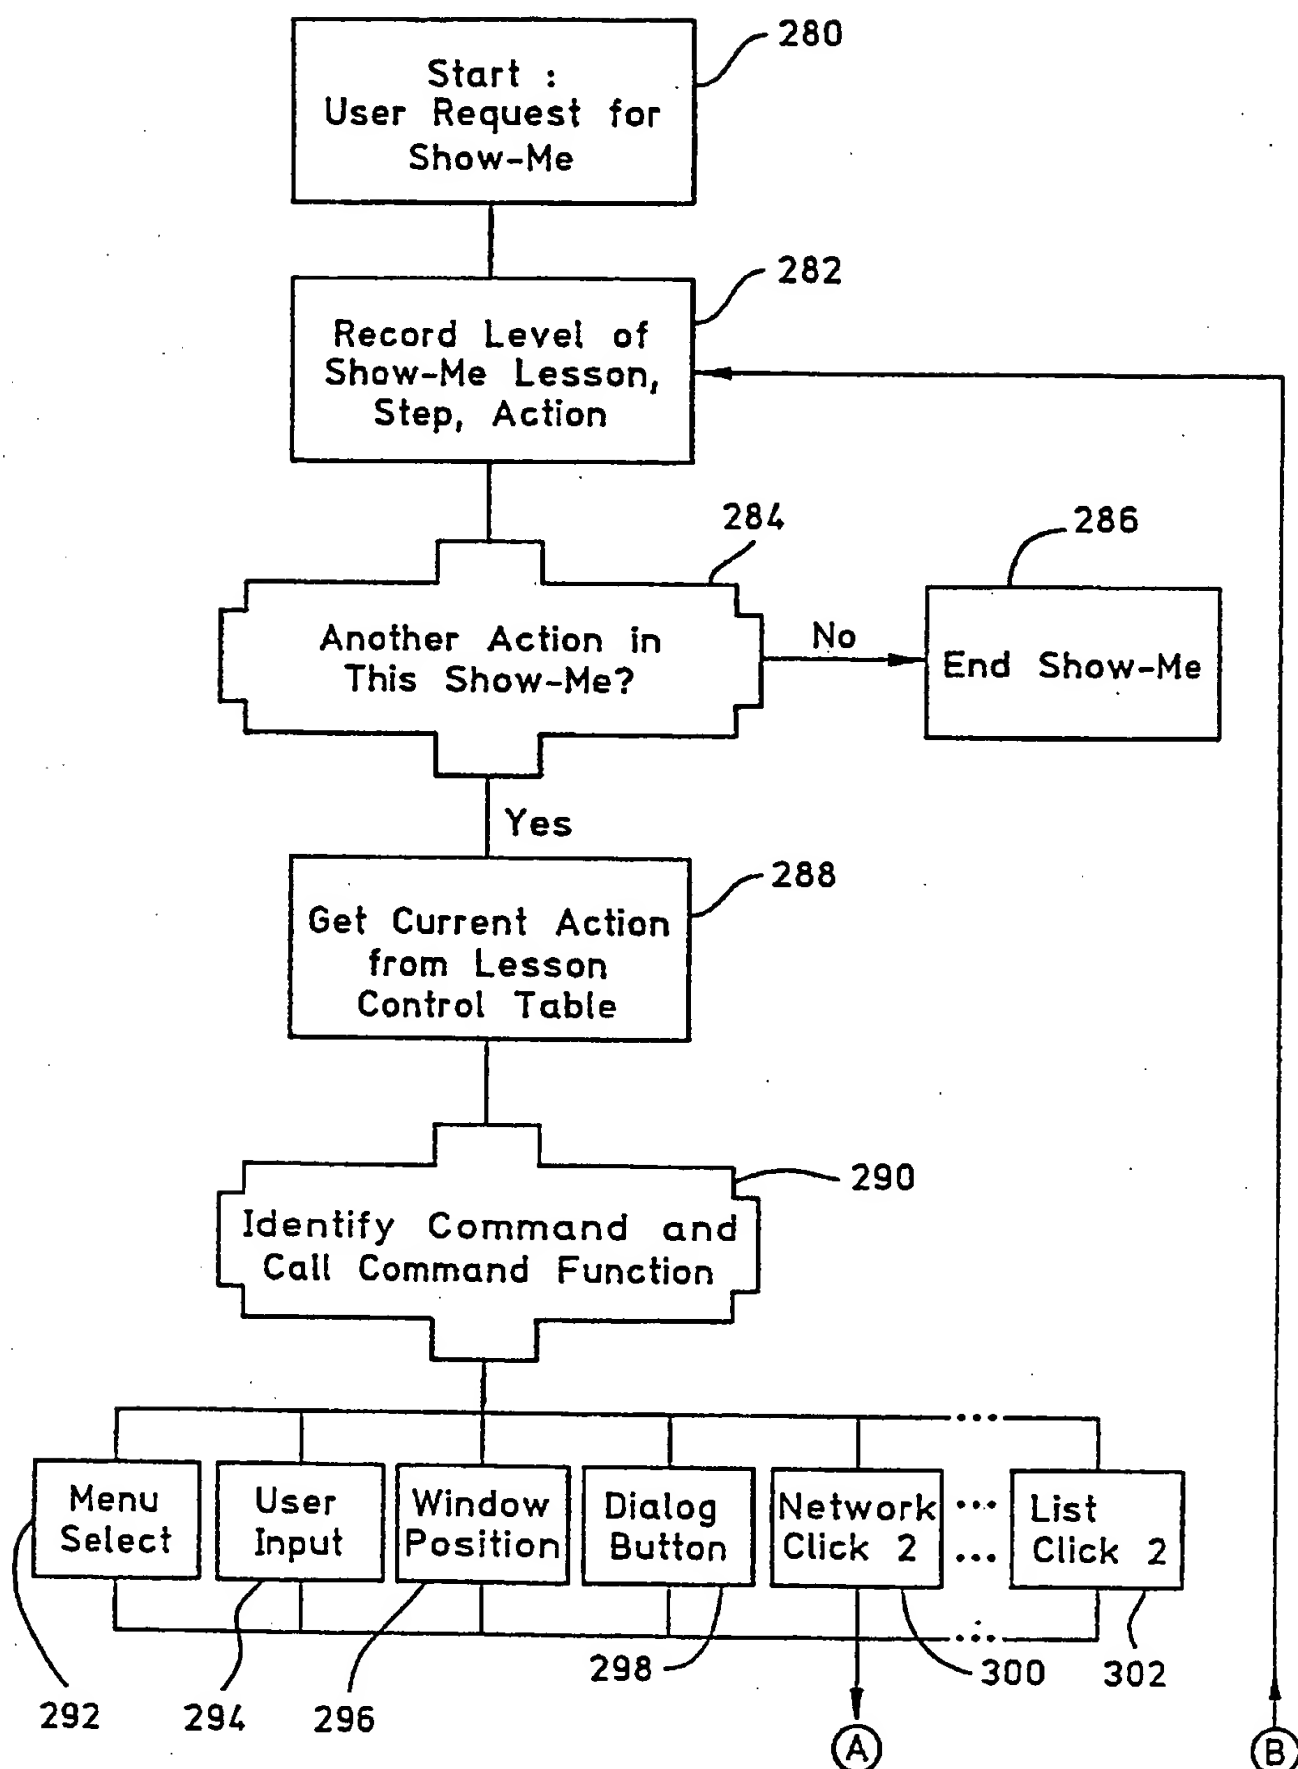 280
Start :
User Request for
Show-Me
282
Record Level of
Show-Me Lesson,
Step, Action
284
286
Another Action in
This Show-Me?
No
End Show-Me
Yes
288
Get Current Action
from Lesson
Control Table
290
Identify Command and
Call Command Function
...
Menu
Select
User
Input
Window
Position
Dialog
Button
Network
Click 2
...
...
List
Click 2
...
292
294
296
298
300
302
A
B